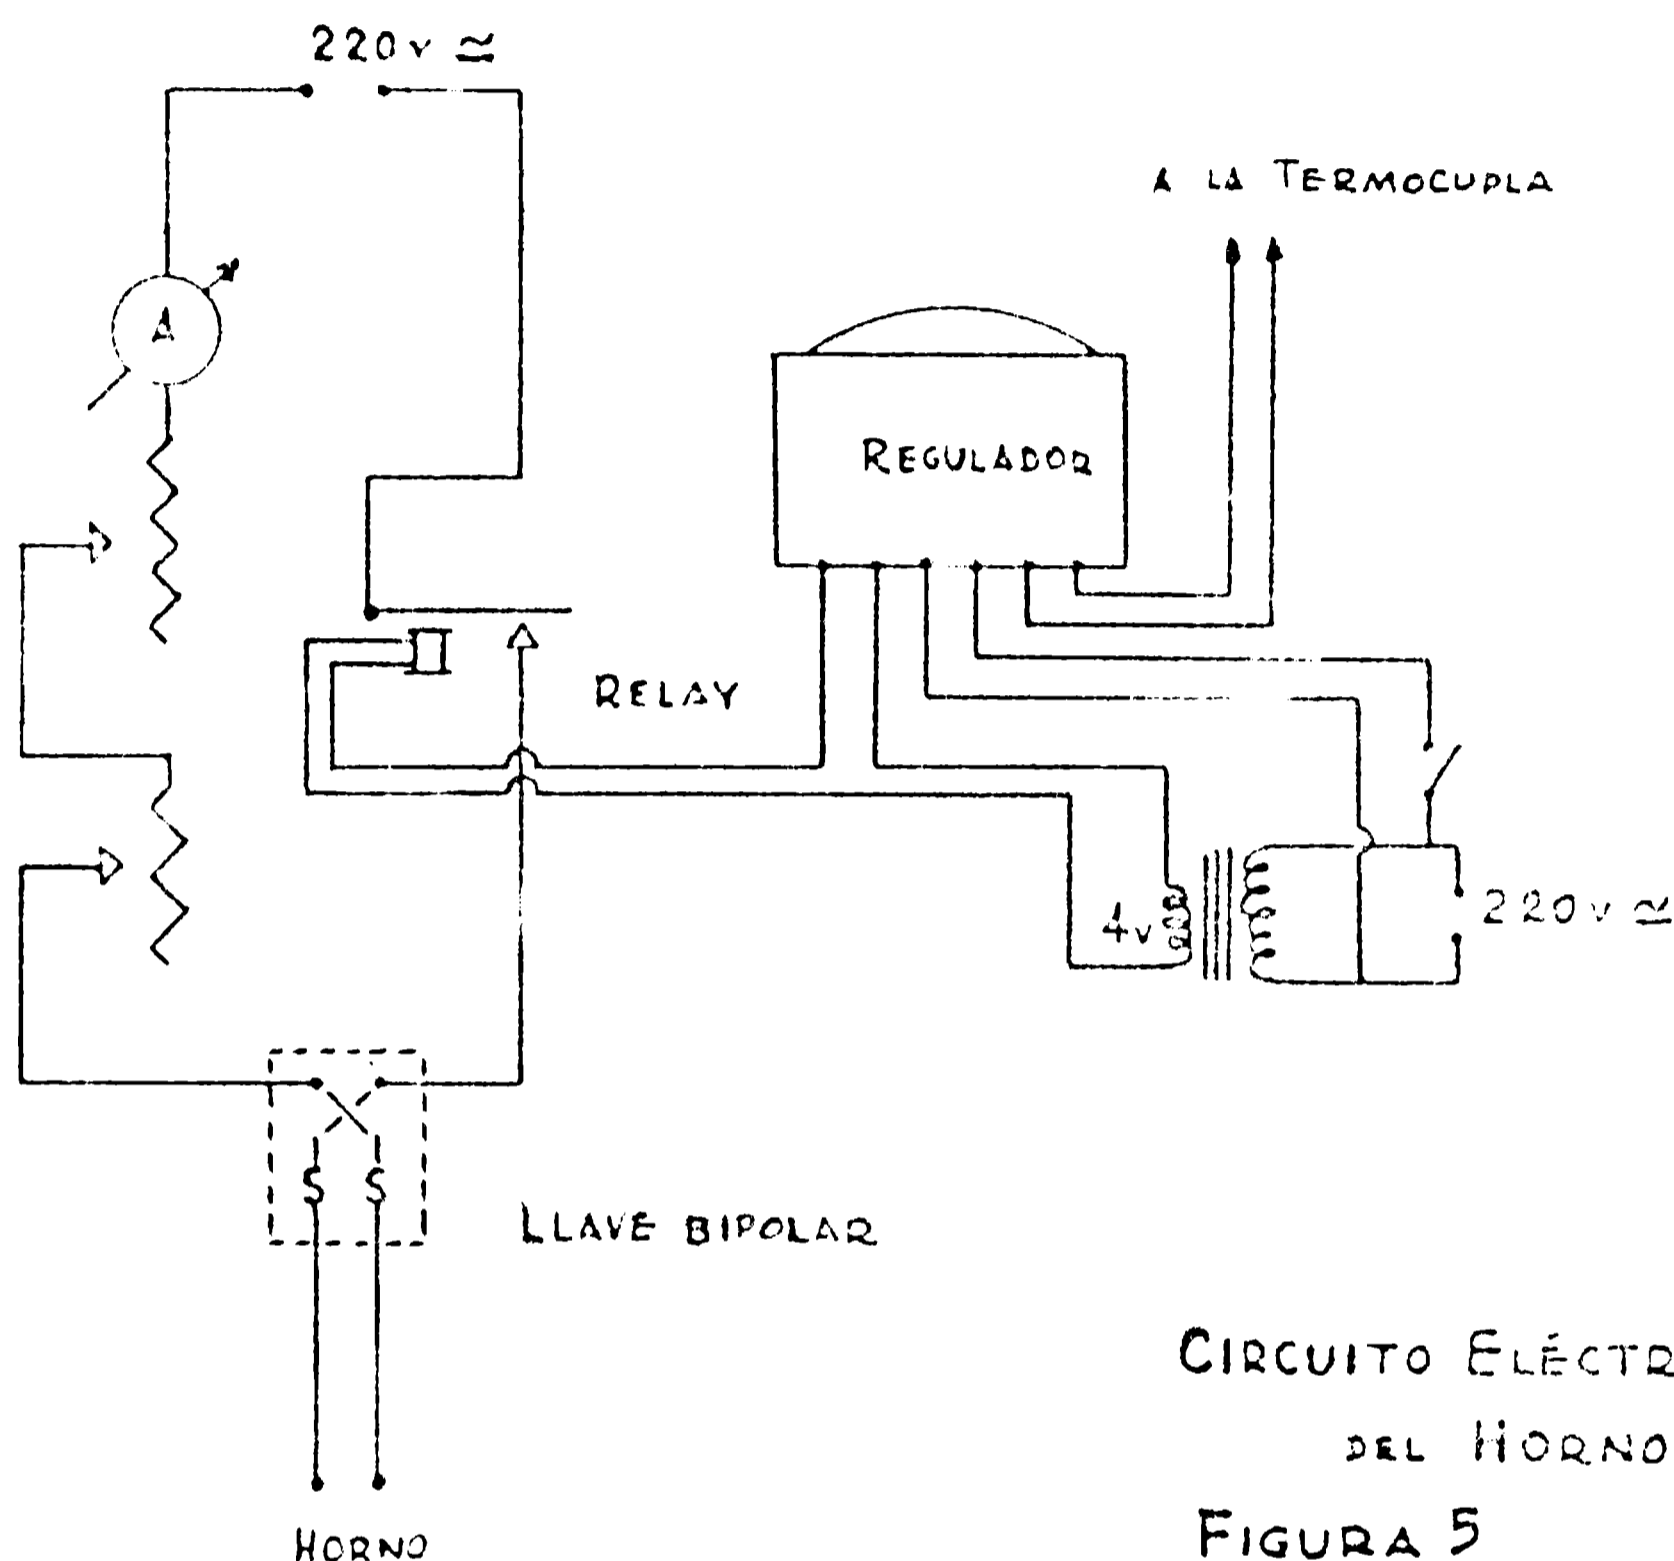 220v ≃
A LA TERMOCUPLA
A
REGULADOR
RELAY
4v
220v ≃
LLAVE BIPOLAR
CIRCUITO ELÉCTR
DEL HORNO
HORNO
FIGURA 5